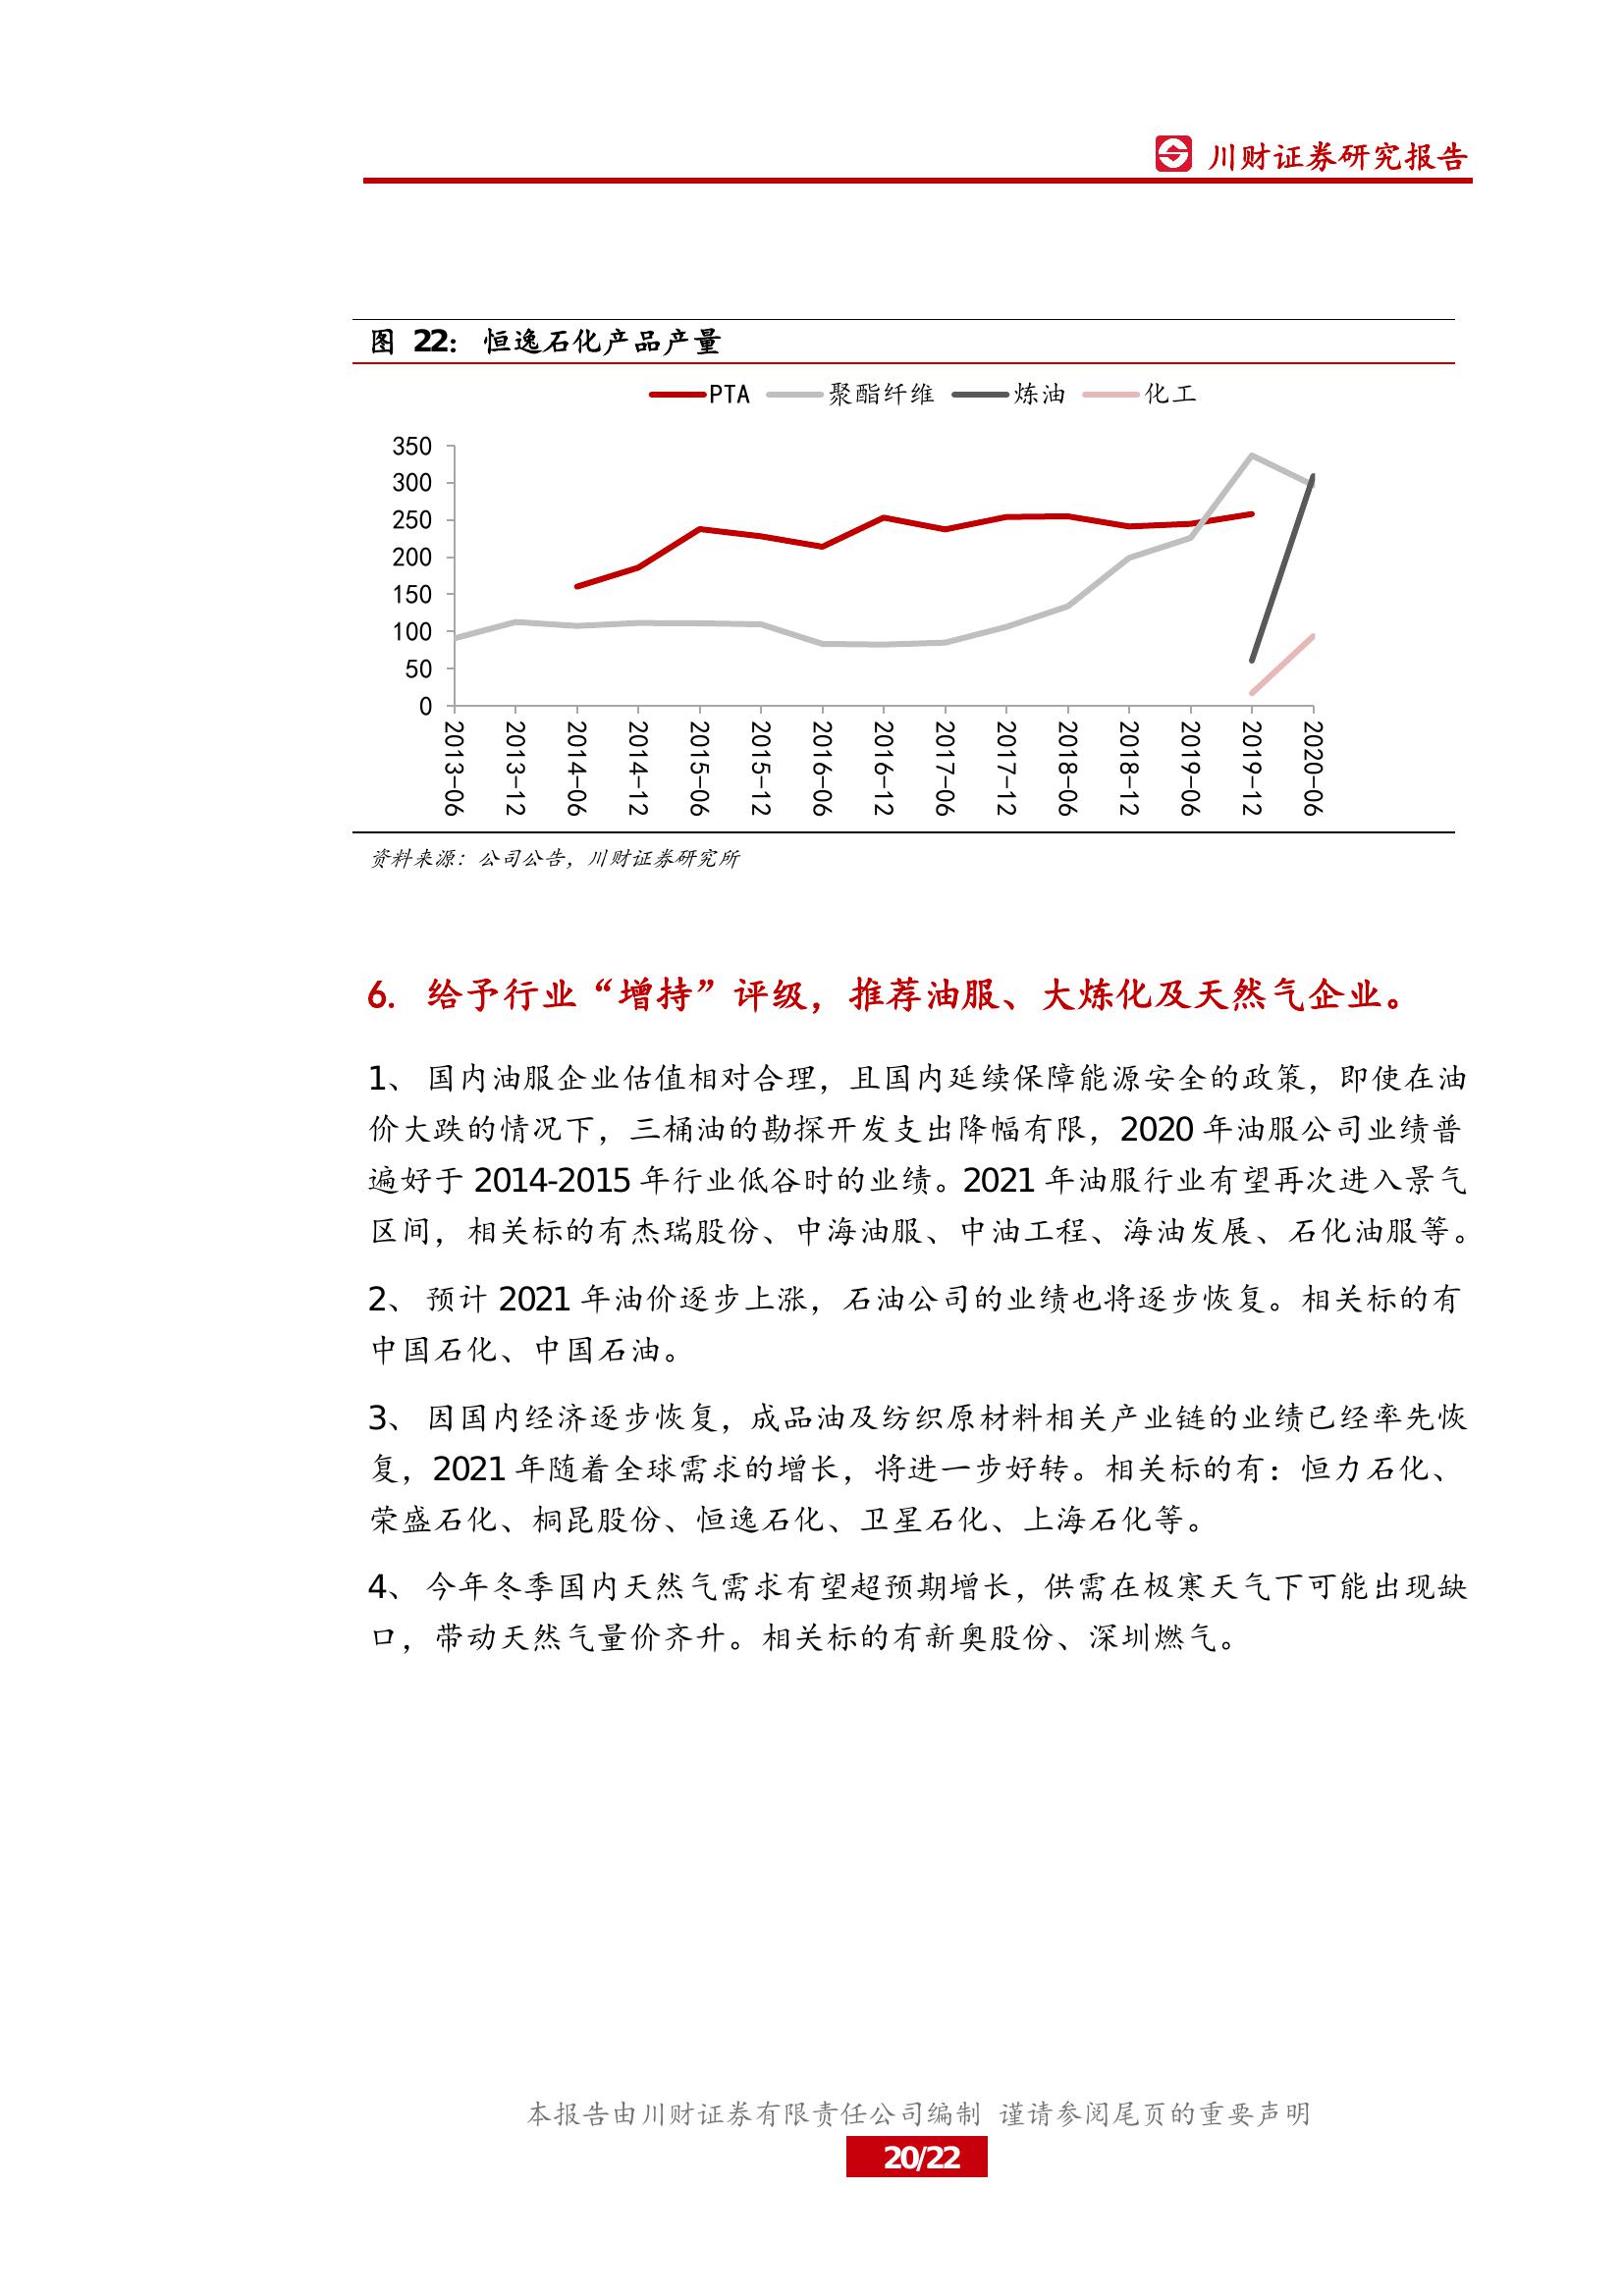 川财证券研究报告
图 22： 恒逸石化产品产量
PTA 聚酯纤维 炼油 化工
350
300
250
200
150
100
50
0
2013-06 2013-12 2014-06 2014-12 2015-06 2015-12 2016-06 2016-12 2017-06 2017-12 2018-06 2018-12 2019-06 2019-12 2020-06
资料来源：公司公告，川财证券研究所
6. 给予行业“增持”评级，推荐油服、大炼化及天然气企业。
1、 国内油服企业估值相对合理，且国内延续保障能源安全的政策，即使在油
价大跌的情况下，三桶油的勘探开发支出降幅有限，2020 年油服公司业绩普
遍好于 2014-2015 年行业低谷时的业绩。2021 年油服行业有望再次进入景气
区间，相关标的有杰瑞股份、中海油服、中油工程、海油发展、石化油服等。
2、 预计 2021 年油价逐步上涨，石油公司的业绩也将逐步恢复。相关标的有
中国石化、中国石油。
3、 因国内经济逐步恢复，成品油及纺织原材料相关产业链的业绩已经率先恢
复，2021 年随着全球需求的增长，将进一步好转。相关标的有：恒力石化、
荣盛石化、桐昆股份、恒逸石化、卫星石化、上海石化等。
4、 今年冬季国内天然气需求有望超预期增长，供需在极寒天气下可能出现缺
口，带动天然气量价齐升。相关标的有新奥股份、深圳燃气。
本报告由川财证券有限责任公司编制 谨请参阅尾页的重要声明
20/22